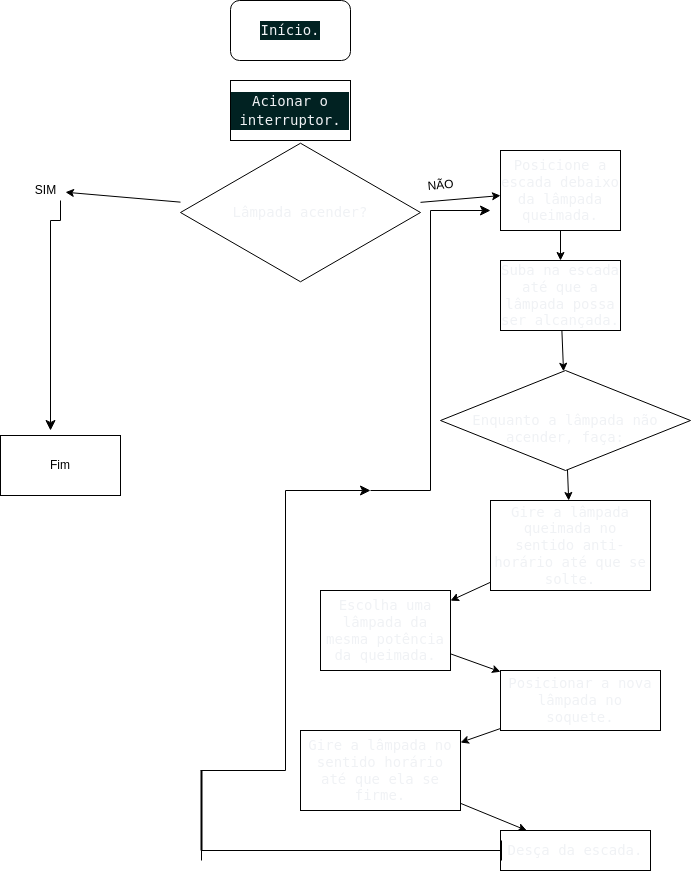 Início.
Acionar o
interruptor.
Lâmpada acender?
SIM
NÃO
Posicione a
escada debaixo
da lâmpada
queimada.
Suba na escada
até que a
lâmpada possa
ser alcançada.
Enquanto a lâmpada não
acender, faça:
Fim
Gire a lâmpada
queimada no
sentido anti-
horário até que se
solte.
Escolha uma
lâmpada da
mesma potência
da queimada.
Posicionar a nova
lâmpada no
soquete.
Gire a lâmpada no
sentido horário
até que ela se
firme.
Desça da escada.